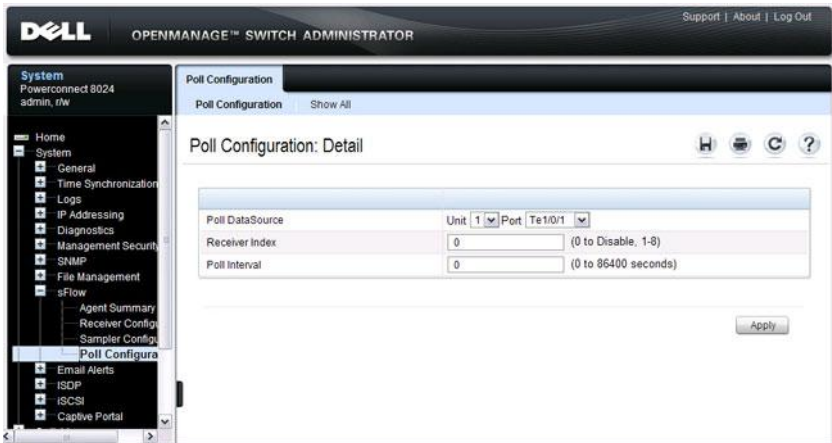 Support | About | Log Out
DELL
OPENMANAGE™ SWITCH ADMINISTRATOR
System
Powerconnect 8024
admin, r/w
Poll Configuration
Poll Configuration Show All
Home
System
General
Time Synchronization
Logs
IP Addressing
Diagnostics
Management Security
SNMP
File Management
sFlow
Agent Summary
Receiver Configu
Sampler Configu
Poll Configura
Email Alerts
ISDP
iSCSI
Captive Portal
Poll Configuration: Detail
Poll DataSource Unit 1 Port Te1/0/1
Receiver Index 0 (0 to Disable, 1-8)
Poll Interval 0 (0 to 86400 seconds)
Apply